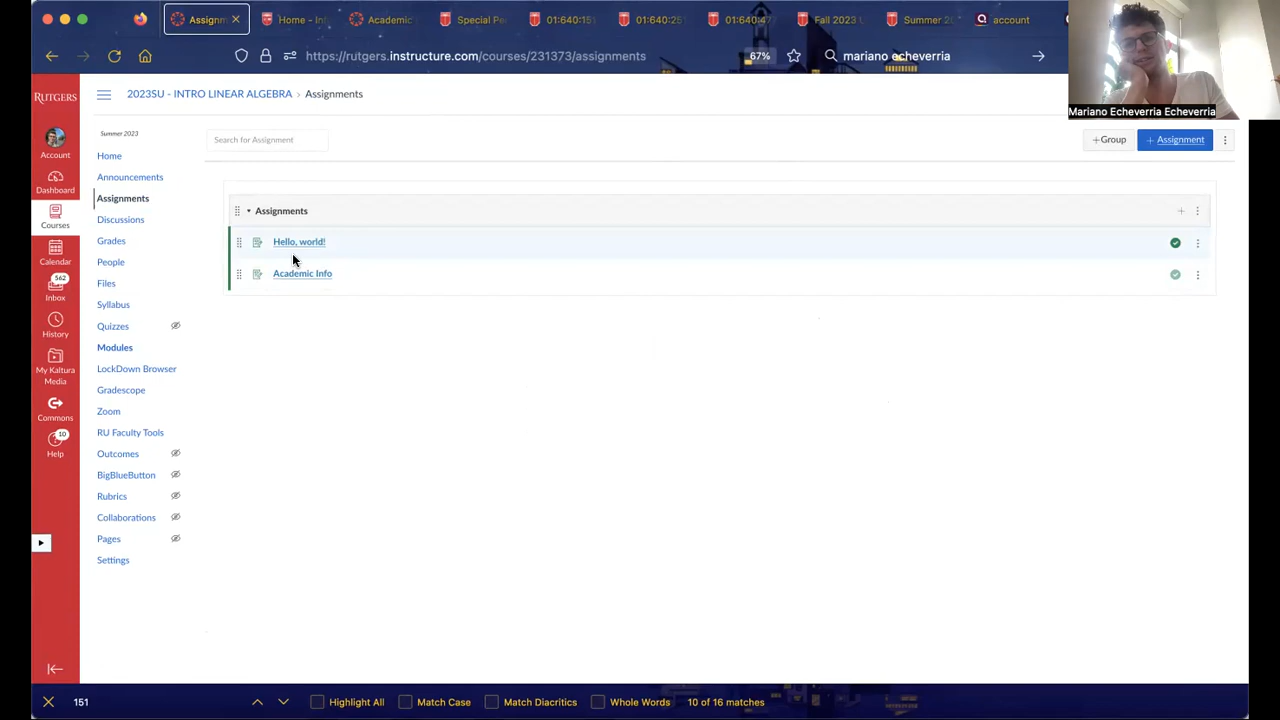 Assignm
Home - In
Academic
Special Pe
01:640:15
01:640:25
01:640:47
Fall 2023
Summer 2
account
https://rutgers.instructure.com/courses/231373/assignments
67%
mariano echeverria
Mariano Echeverria Echeverria
RUTGERS
2023SU - INTRO LINEAR ALGEBRA › Assignments
Account
Dashboard
Courses
Calendar
562
Inbox
History
My Kaltura
Media
Commons
10
Help
Summer 2023
Home
Announcements
Assignments
Discussions
Grades
People
Files
Syllabus
Quizzes
Modules
LockDown Browser
Gradescope
Zoom
RU Faculty Tools
Outcomes
BigBlueButton
Rubrics
Collaborations
Pages
Settings
Search for Assignment
+Group
+ Assignment
Assignments
Hello, world!
Academic Info
151
Highlight All
Match Case
Match Diacritics
Whole Words
10 of 16 matches